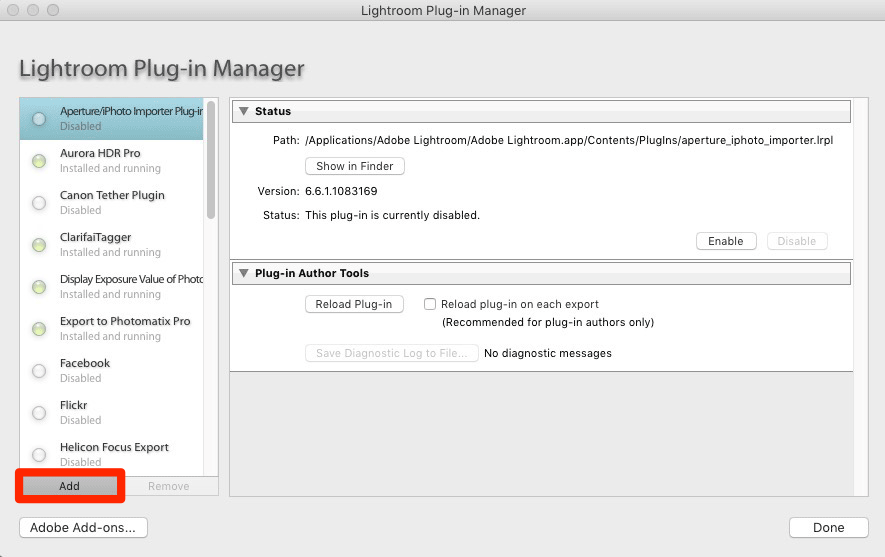 Lightroom Plug-in Manager
Lightroom Plug-in Manager
Aperture/iPhoto Importer Plug-in
Disabled
Aurora HDR Pro
Installed and running
Canon Tether Plugin
Disabled
ClarifaiTagger
Installed and running
Display Exposure Value of Photo
Installed and running
Export to Photomatix Pro
Installed and running
Facebook
Disabled
Flickr
Disabled
Helicon Focus Export
Disabled
Add
Remove
Status
Path: /Applications/Adobe Lightroom/Adobe Lightroom.app/Contents/PlugIns/aperture_iphoto_importer.lrpl
Show in Finder
Version: 6.6.1.1083169
Status: This plug-in is currently disabled.
Enable
Disable
Plug-in Author Tools
Reload Plug-in
Reload plug-in on each export
(Recommended for plug-in authors only)
Save Diagnostic Log to File...
No diagnostic messages
Adobe Add-ons...
Done